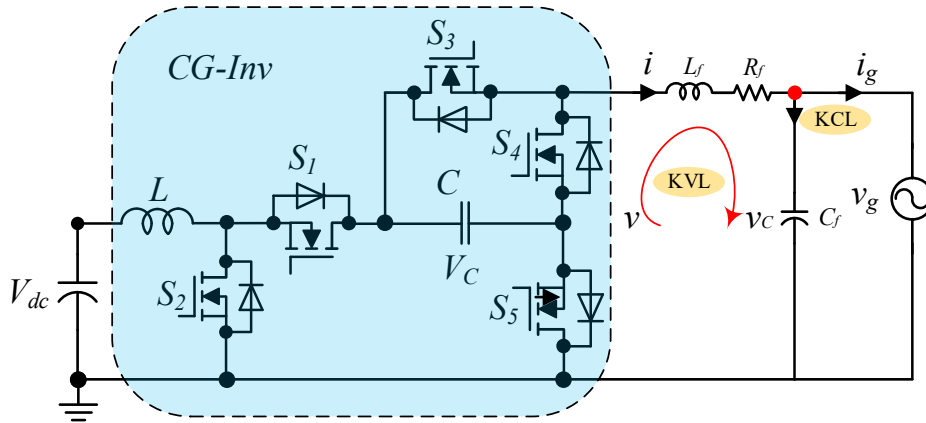 CG-Inv
S3
i
Lf
Rf
ig
KCL
S4
S1
L
C
KVL
v
vC
Cf
vg
Vdc
S2
VC
S5